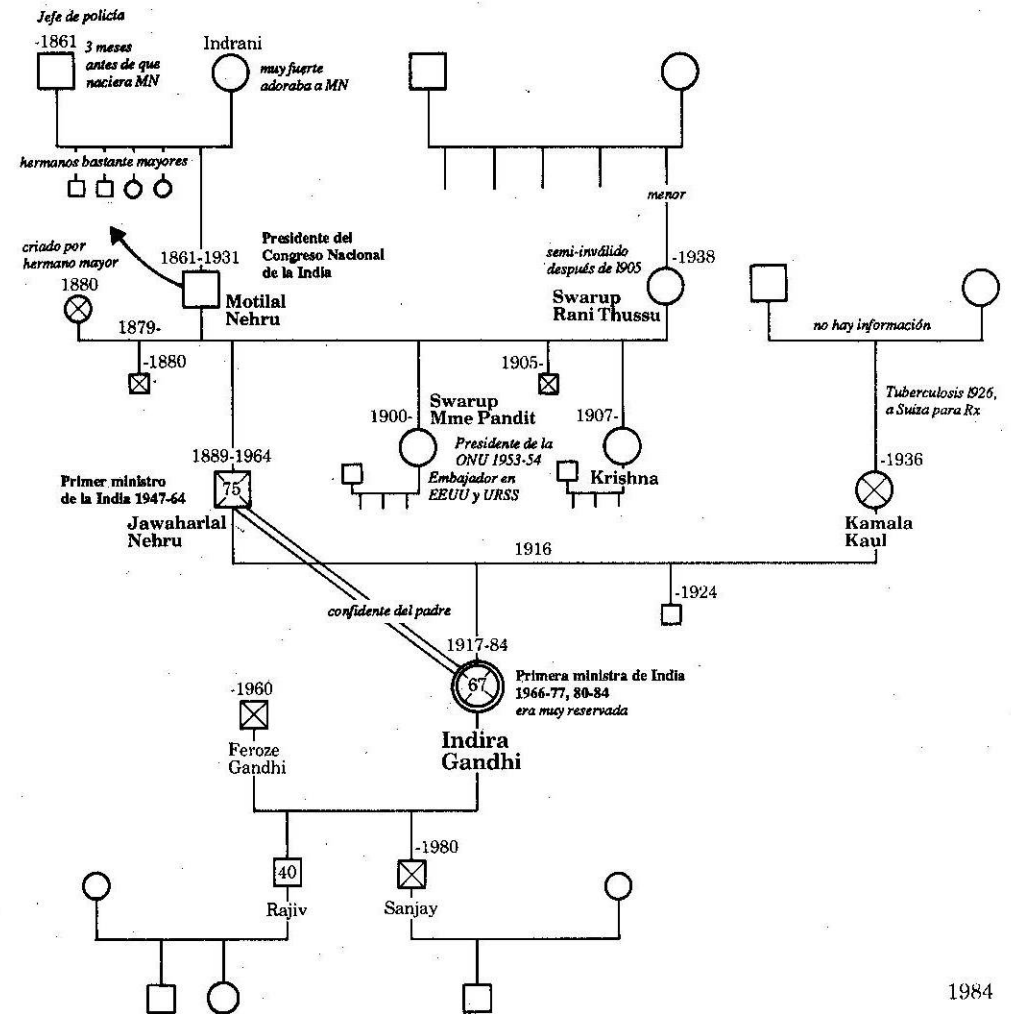 Jefe de policía
-1861
3 meses
antes de que
naciera MN
Indrani
muy fuerte
adoraba a MN
hermanos bastante mayores
menor
criado por
hermano mayor
1880
1861-1931
Presidente del
Congreso Nacional
de la India
Motilal
Nehru
semi-inválido
después de 1905
-1938
Swarup
Rani Thussu
no hay información
1879-
-1880
1905-
Tuberculosis 1926,
a Suiza para Rx
Swarup
Mme Pandit
1900-
Presidente de la
ONU 1953-54
Embajador en
EEUU y URSS
1907-
Krishna
1889-1964
75
Primer ministro
de la India 1947-64
Jawaharlal
Nehru
-1936
Kamala
Kaul
1916
-1924
confidente del padre
1917-84
67
Primera ministra de India
1966-77, 80-84
era muy reservada
Indira
Gandhi
-1960
Feroze
Gandhi
40
Rajiv
-1980
Sanjay
1984